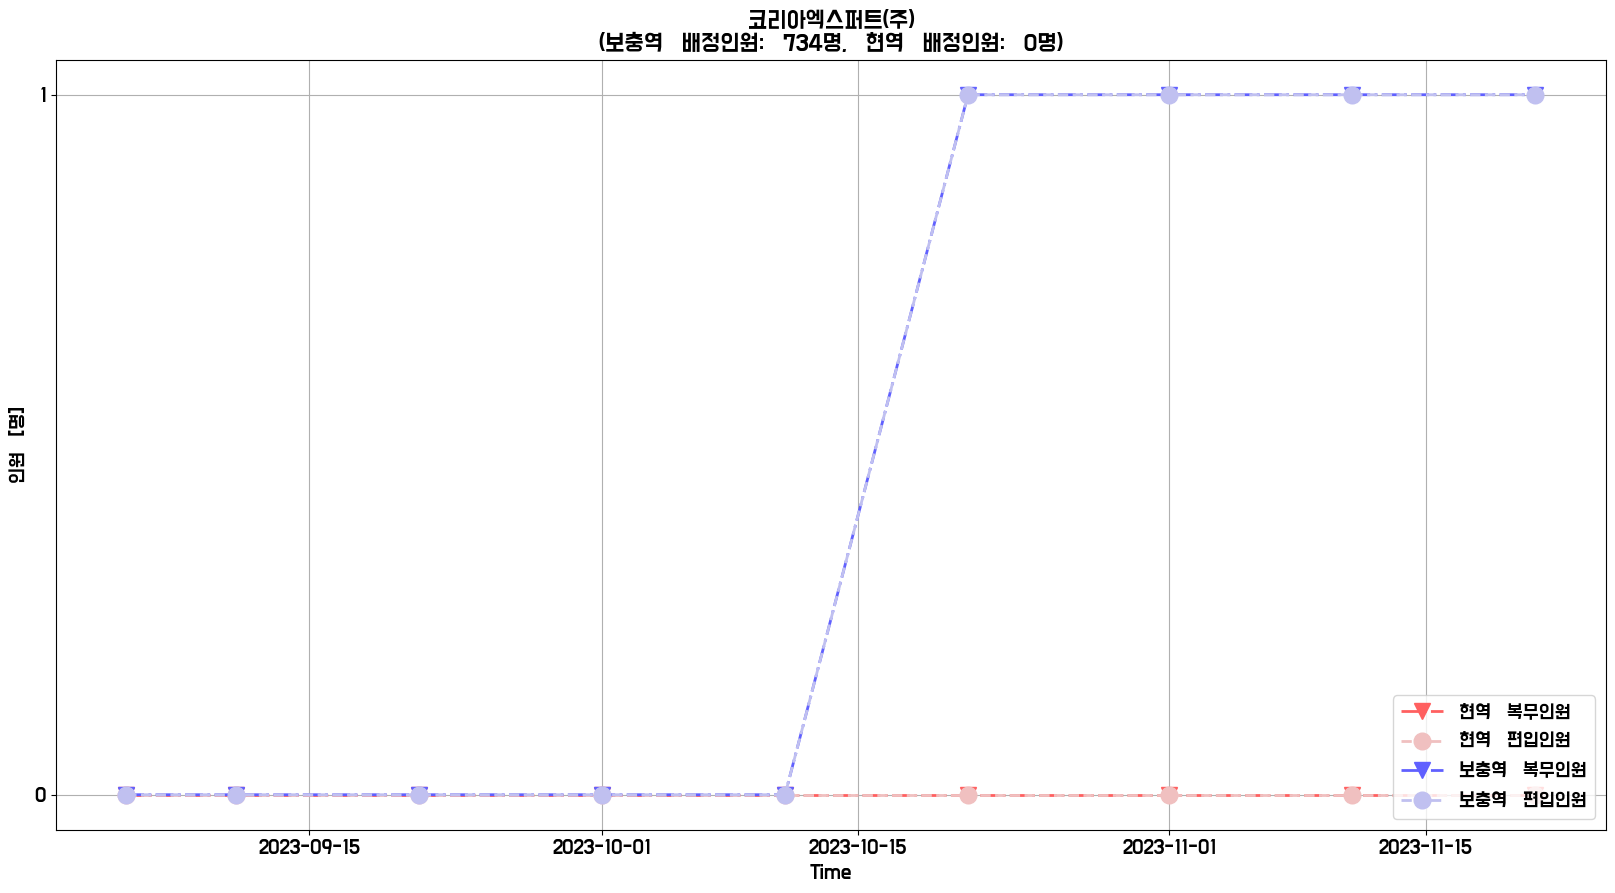 코리아엑스퍼트(주)
(보충역 배정인원: 734명, 현역 배정인원: 0명)
1
인원 [명]
0
현역 복무인원
현역 편입인원
보충역 복무인원
보충역 편입인원
2023-09-15
2023-10-01
2023-10-15
2023-11-01
2023-11-15
Time